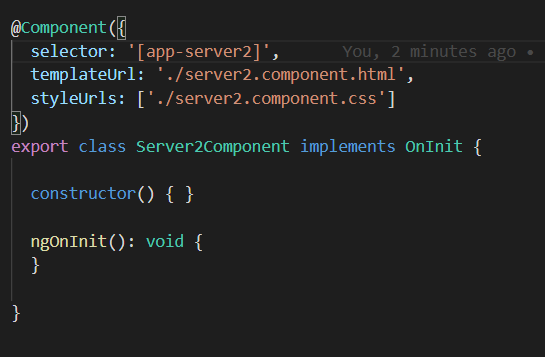 @Component({
  selector: '[app-server2]',        You, 2 minutes ago •
  templateUrl: './server2.component.html',
  styleUrls: ['./server2.component.css']
})
export class Server2Component implements OnInit {
  constructor() { }
  ngOnInit(): void {
  }
}